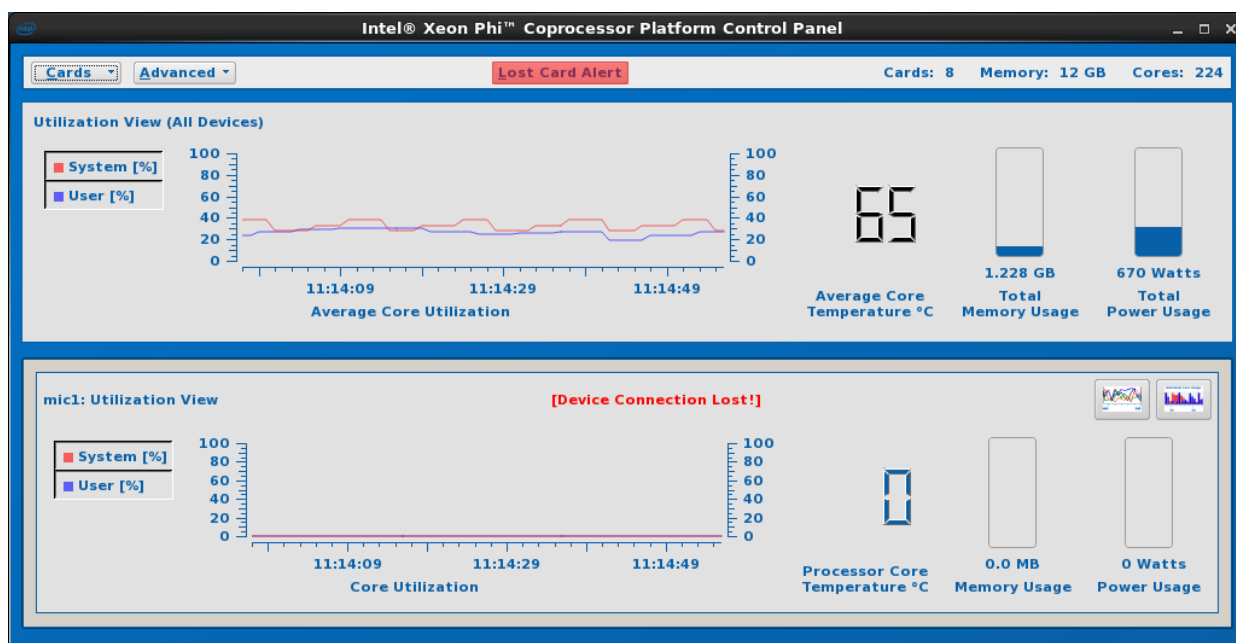 Intel® Xeon Phi™ Coprocessor Platform Control Panel
Cards Advanced Lost Card Alert Cards: 8 Memory: 12 GB Cores: 224
Utilization View (All Devices)
System [%]
User [%]
100
80
60
40
20
0
100
80
60
40
20
0
11:14:09 11:14:29 11:14:49
Average Core Utilization
65
Average Core
Temperature ºC
1.228 GB
Total
Memory Usage
670 Watts
Total
Power Usage
mic1: Utilization View
[Device Connection Lost!]
System [%]
User [%]
100
80
60
40
20
0
100
80
60
40
20
0
11:14:09 11:14:29 11:14:49
Core Utilization
0
Processor Core
Temperature ºC
0.0 MB
Memory Usage
0 Watts
Power Usage